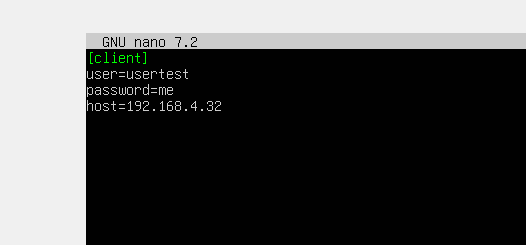 GNU nano 7.2
[client]
user=usertest
password=me
host=192.168.4.32